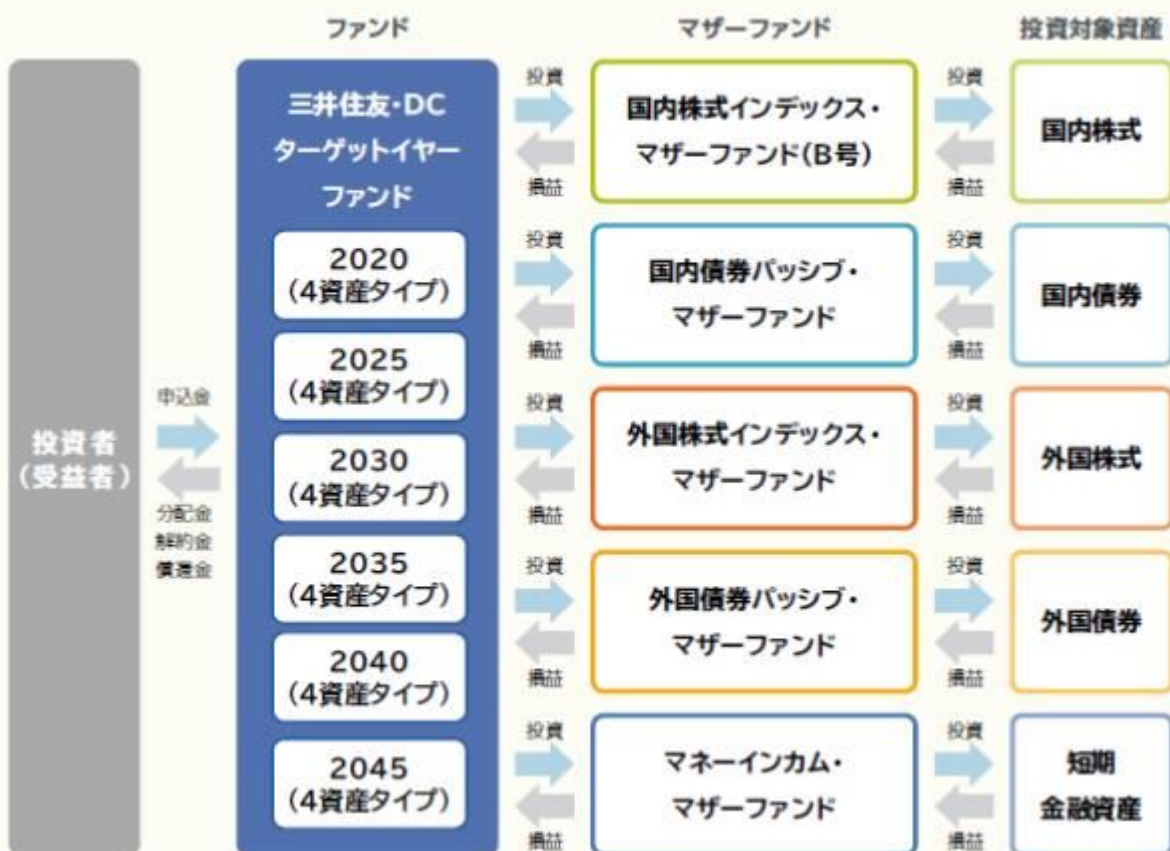 ファンド
マザーファンド
投資対象資産
投資者
(受益者)
申込金
分配金
解約金
償還金
三井住友・DC
ターゲットイヤー
ファンド
2020
(4資産タイプ)
2025
(4資産タイプ)
2030
(4資産タイプ)
2035
(4資産タイプ)
2040
(4資産タイプ)
2045
(4資産タイプ)
投資
損益
国内株式インデックス・
マザーファンド(B号)
投資
損益
国内株式
投資
損益
国内債券パッシブ・
マザーファンド
投資
損益
国内債券
投資
損益
外国株式インデックス・
マザーファンド
投資
損益
外国株式
投資
損益
外国債券パッシブ・
マザーファンド
投資
損益
外国債券
投資
損益
マネーインカム・
マザーファンド
投資
損益
短期
金融資産